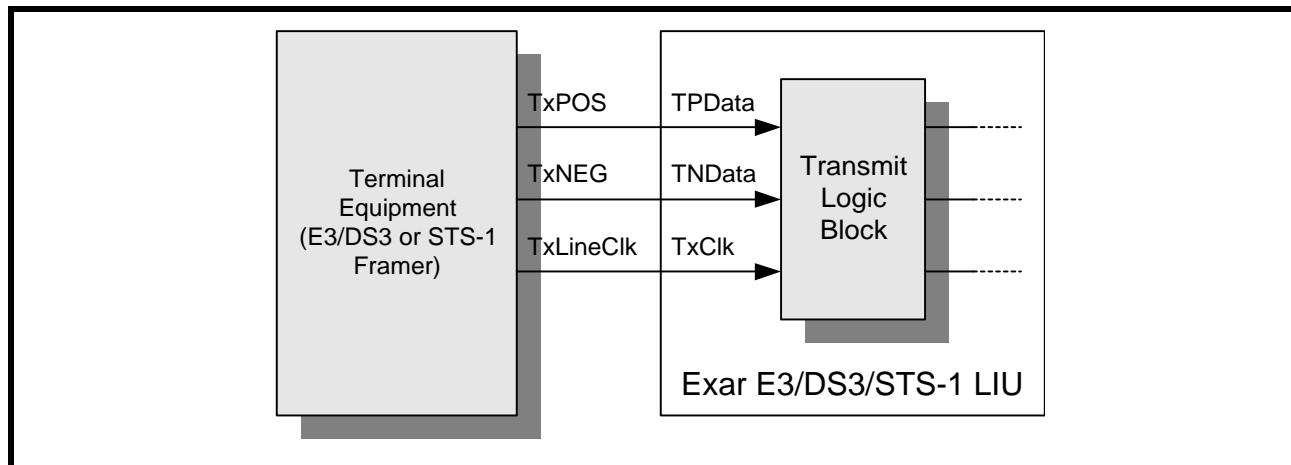 TxPOS
TPData
TxNEG
TNData
TxLineClk
TxClk
Terminal
Equipment
(E3/DS3 or STS-1
Framer)
Transmit
Logic
Block
Exar E3/DS3/STS-1 LIU